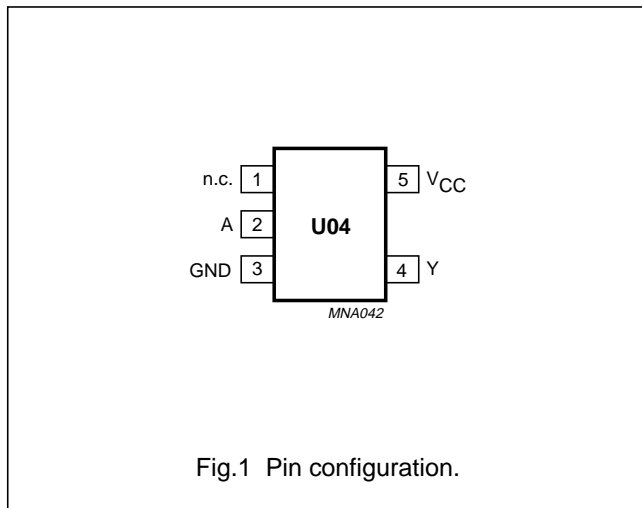 n.c. 1 5 VCC
A 2 U04
GND 3 4 Y
MNA042
Fig.1 Pin configuration.